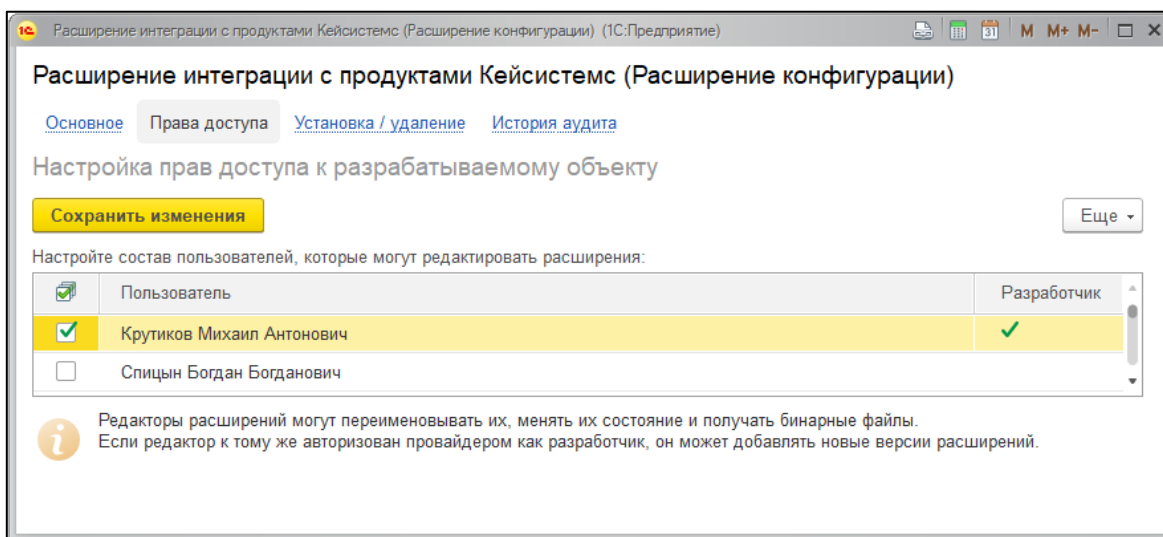 1С Расширение интеграции с продуктами Кейсистемс (Расширение конфигурации) (1С:Предприятие) 31 M M+ M-
Расширение интеграции с продуктами Кейсистемс (Расширение конфигурации)
Основное Права доступа Установка / удаление История аудита
Настройка прав доступа к разрабатываемому объекту
Сохранить изменения Еще
Настройте состав пользователей, которые могут редактировать расширения:
Пользователь Разработчик
Крутиков Михаил Антонович
Спицын Богдан Богданович
Редакторы расширений могут переименовывать их, менять их состояние и получать бинарные файлы.
Если редактор к тому же авторизован провайдером как разработчик, он может добавлять новые версии расширений.